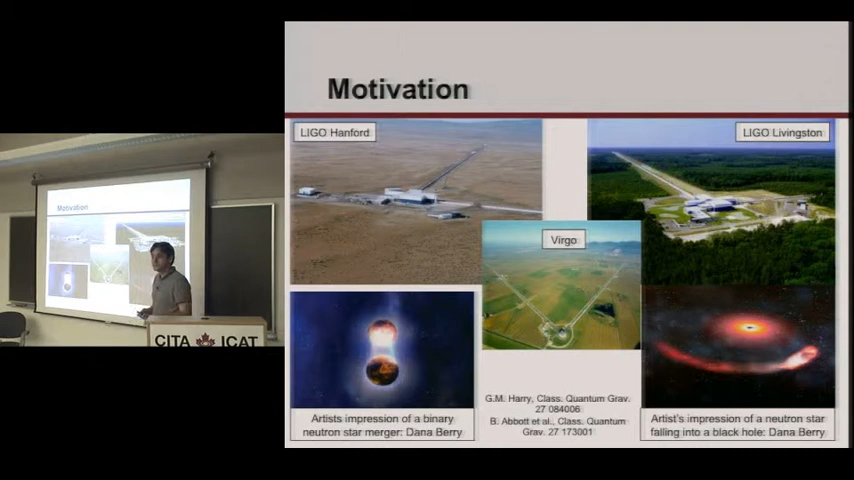 Motivation
LIGO Hanford
LIGO Livingston
Virgo
Motivation
CITA ICAT
G.M. Harry, Class. Quantum Grav.
27 084006
B. Abbott et al., Class. Quantum
Grav. 27 173001
Artists impression of a binary
neutron star merger: Dana Berry
Artist's impression of a neutron star
falling into a black hole: Dana Berry